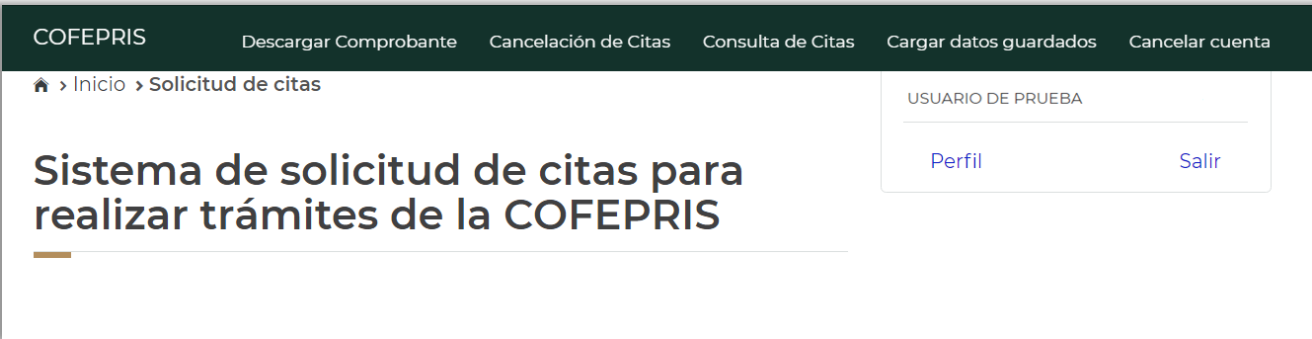 COFEPRIS Descargar Comprobante Cancelación de Citas Consulta de Citas Cargar datos guardados Cancelar cuenta
> Inicio > Solicitud de citas
USUARIO DE PRUEBA
Perfil Salir
Sistema de solicitud de citas para
realizar trámites de la COFEPRIS